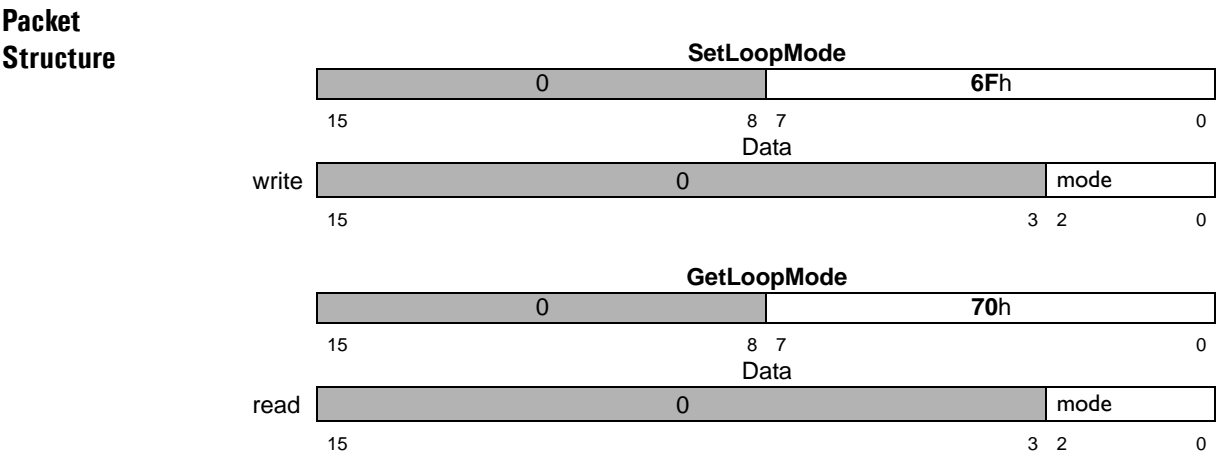 Packet
Structure
SetLoopMode
0 6Fh
15 8 7 0
Data
write 0 mode
15 3 2 0
GetLoopMode
0 70h
15 8 7 0
Data
read 0 mode
15 3 2 0